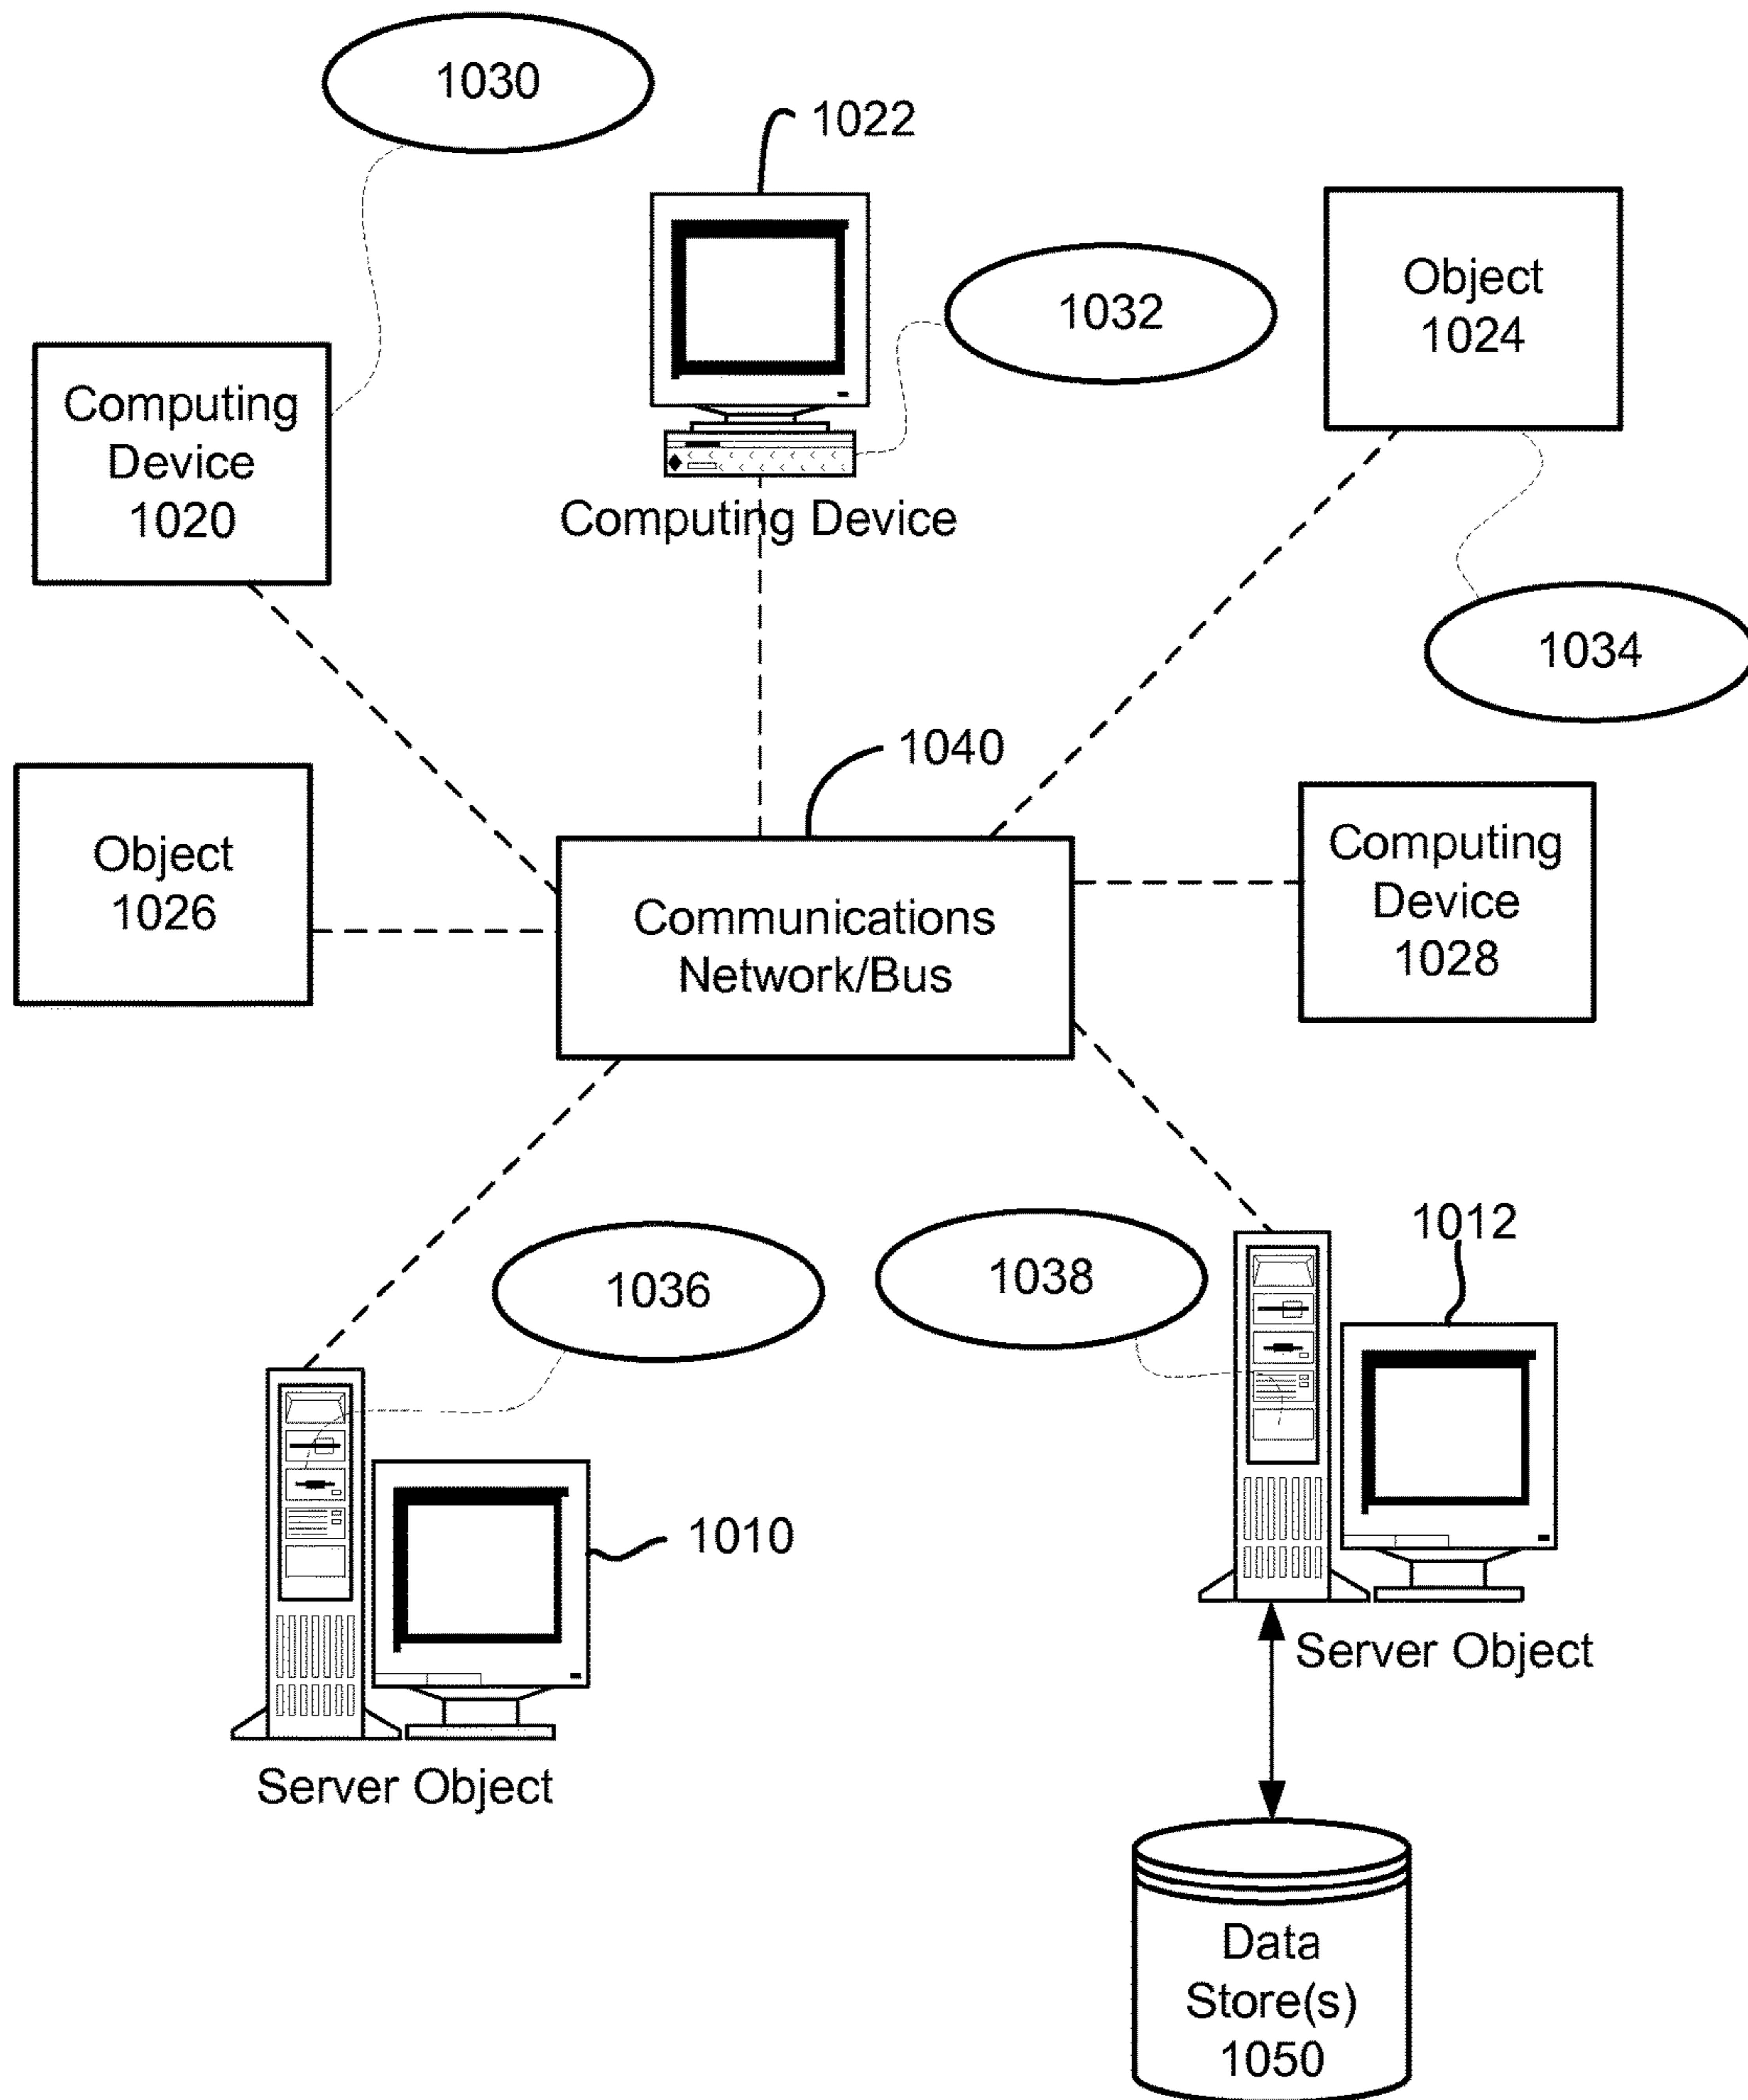 1030
1022
1032
Object
1024
Computing
Device
1020
Computing Device
1034
1040
Object
1026
Computing
Device
1028
Communications
Network/Bus
1036
1038
1012
1010
Server Object
Server Object
Data
Store(s)
1050